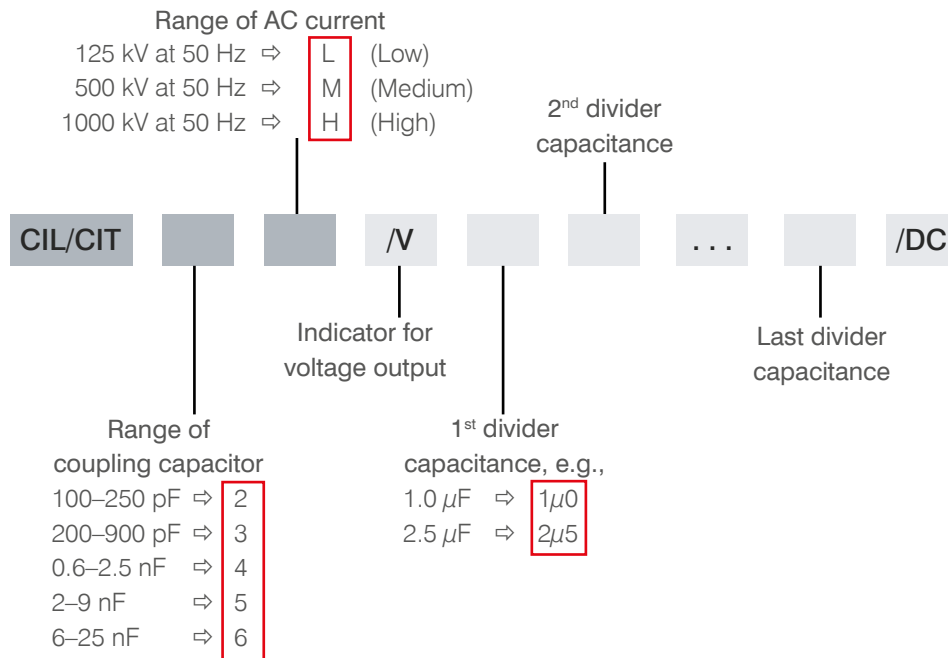 Range of AC current
125 kV at 50 Hz ⇨ L (Low)
500 kV at 50 Hz ⇨ M (Medium)
1000 kV at 50 Hz ⇨ H (High)
2nd divider
capacitance
CIL/CIT /V . . . /DC
Indicator for
voltage output
Last divider
capacitance
Range of
coupling capacitor
100–250 pF ⇨ 2
200–900 pF ⇨ 3
0.6–2.5 nF ⇨ 4
2–9 nF ⇨ 5
6–25 nF ⇨ 6
1st divider
capacitance, e.g.,
1.0 µF ⇨ 1µ0
2.5 µF ⇨ 2µ5